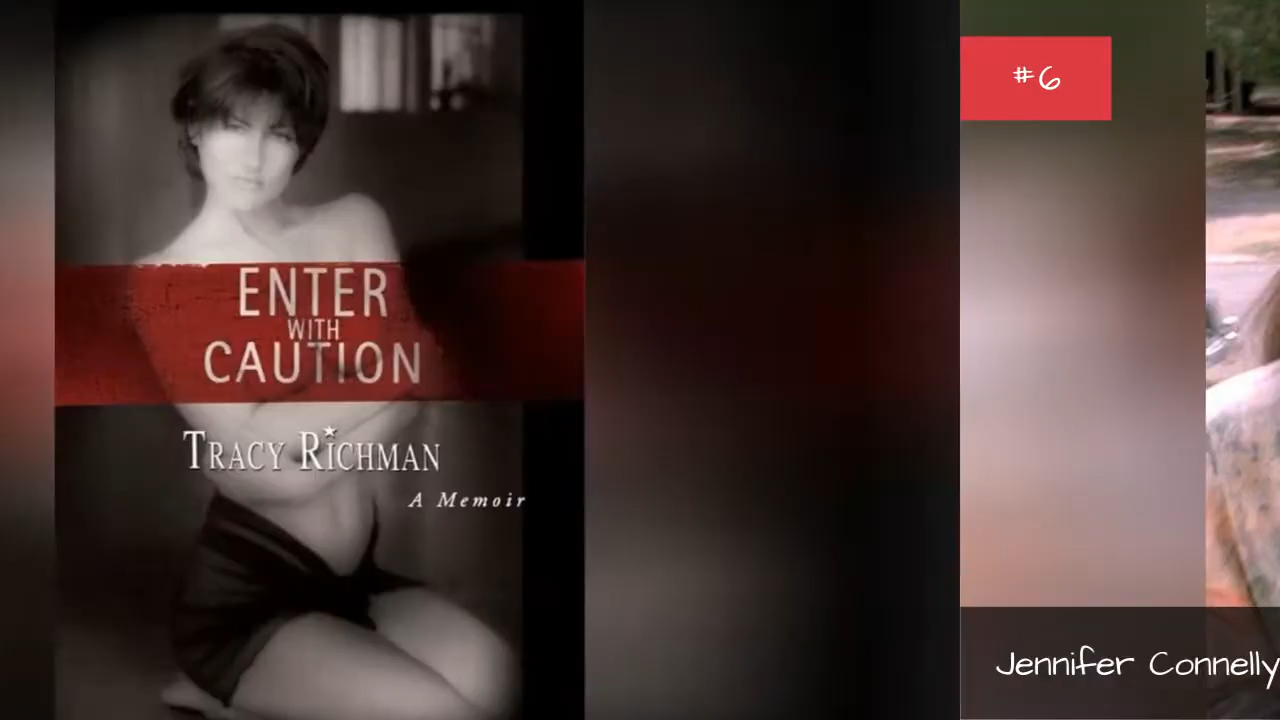 ENTER
WITH
CAUTION
TRACY RICHMAN
A Memoir
#6
Jennifer Connelly